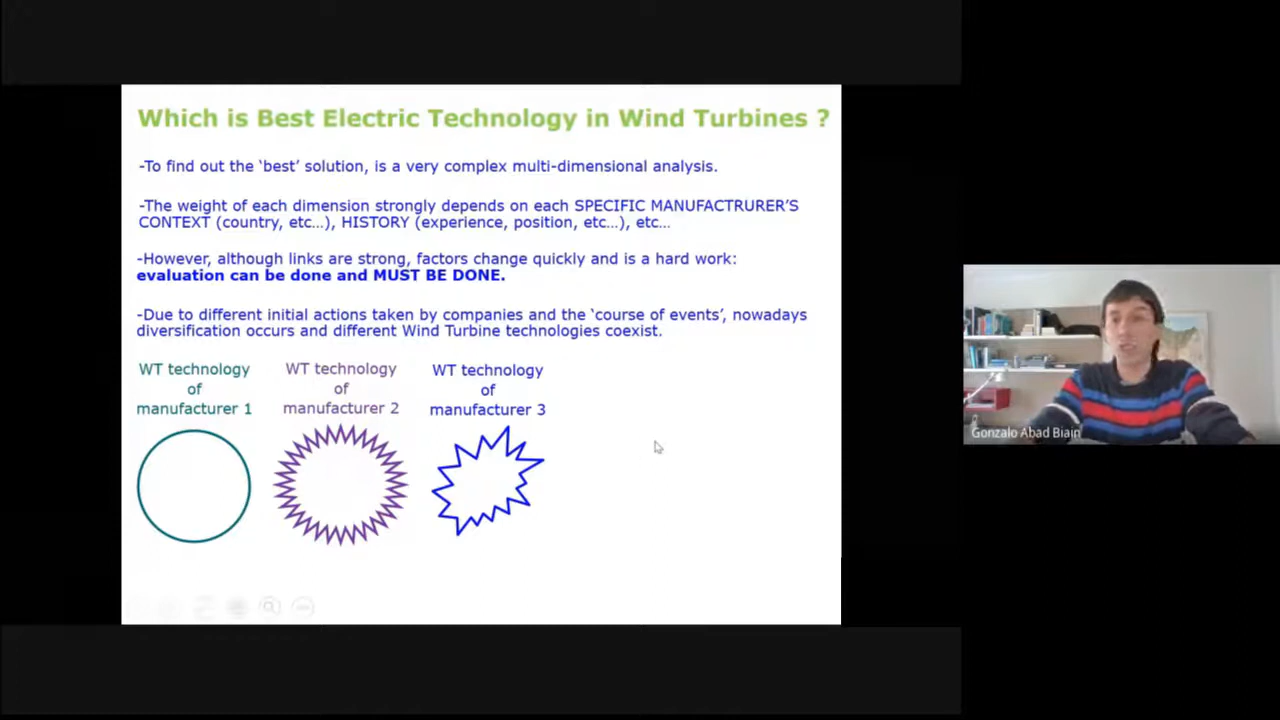 Which is Best Electric Technology in Wind Turbines ?
-To find out the ‘best’ solution, is a very complex multi-dimensional analysis.
-The weight of each dimension strongly depends on each SPECIFIC MANUFACTRURER’S
CONTEXT (country, etc…), HISTORY (experience, position, etc…), etc…
-However, although links are strong, factors change quickly and is a hard work:
evaluation can be done and MUST BE DONE.
-Due to different initial actions taken by companies and the ‘course of events’, nowadays
diversification occurs and different Wind Turbine technologies coexist.
WT technology
of
manufacturer 1
WT technology
of
manufacturer 2
WT technology
of
manufacturer 3
Gonzalo Abad Biain